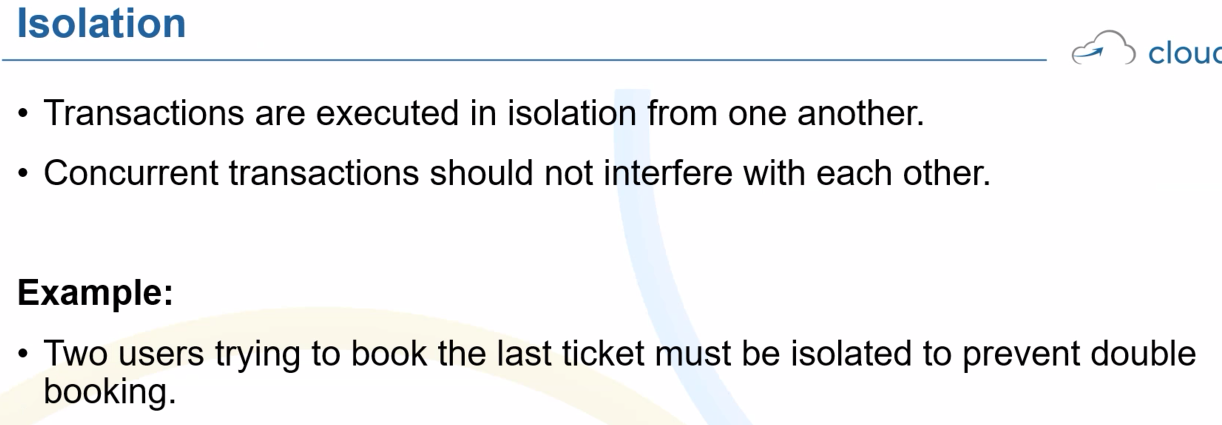 Isolation
clou
• Transactions are executed in isolation from one another.
• Concurrent transactions should not interfere with each other.
Example:
• Two users trying to book the last ticket must be isolated to prevent double
booking.